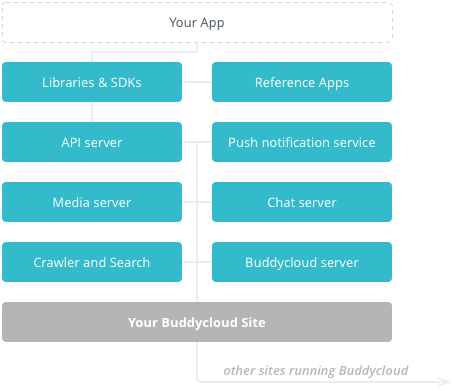 Your App
Libraries & SDKs
Reference Apps
API server
Push notification service
Media server
Chat server
Crawler and Search
Buddycloud server
Your Buddycloud Site
other sites running Buddycloud